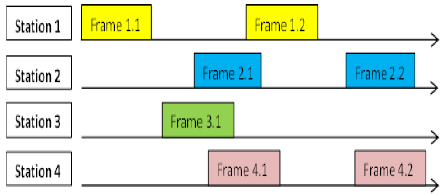 Station 1 Frame 1.1 Frame 1.2
Station 2 Frame 2.1 Frame 2.2
Station 3 Frame 3.1
Station 4 Frame 4.1 Frame 4.2